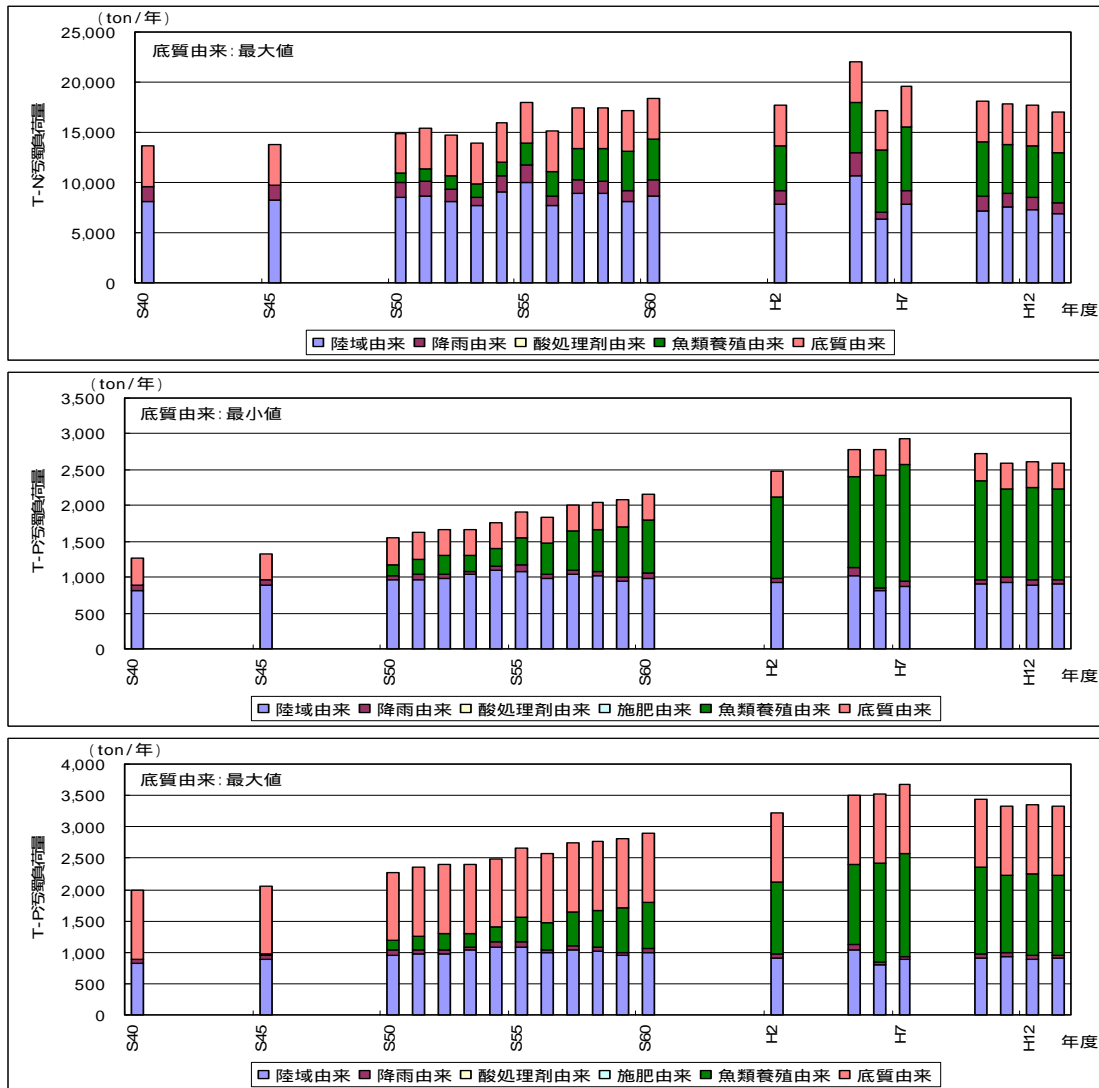 (ton/年)
底質由来:最大値
T-N汚濁負荷量
25,000
20,000
15,000
10,000
5,000
0
S40
S45
S50
S55
S60
H2
H7
H12
年度
陸域由来 降雨由来 酸処理剤由来 魚類養殖由来 底質由来
(ton/年)
底質由来:最小値
T-P汚濁負荷量
3,500
3,000
2,500
2,000
1,500
1,000
500
0
S40
S45
S50
S55
S60
H2
H7
H12
年度
陸域由来 降雨由来 酸処理剤由来 施肥由来 魚類養殖由来 底質由来
(ton/年)
底質由来:最大値
T-P汚濁負荷量
4,000
3,500
3,000
2,500
2,000
1,500
1,000
500
0
S40
S45
S50
S55
S60
H2
H7
H12
年度
陸域由来 降雨由来 酸処理剤由来 施肥由来 魚類養殖由来 底質由来